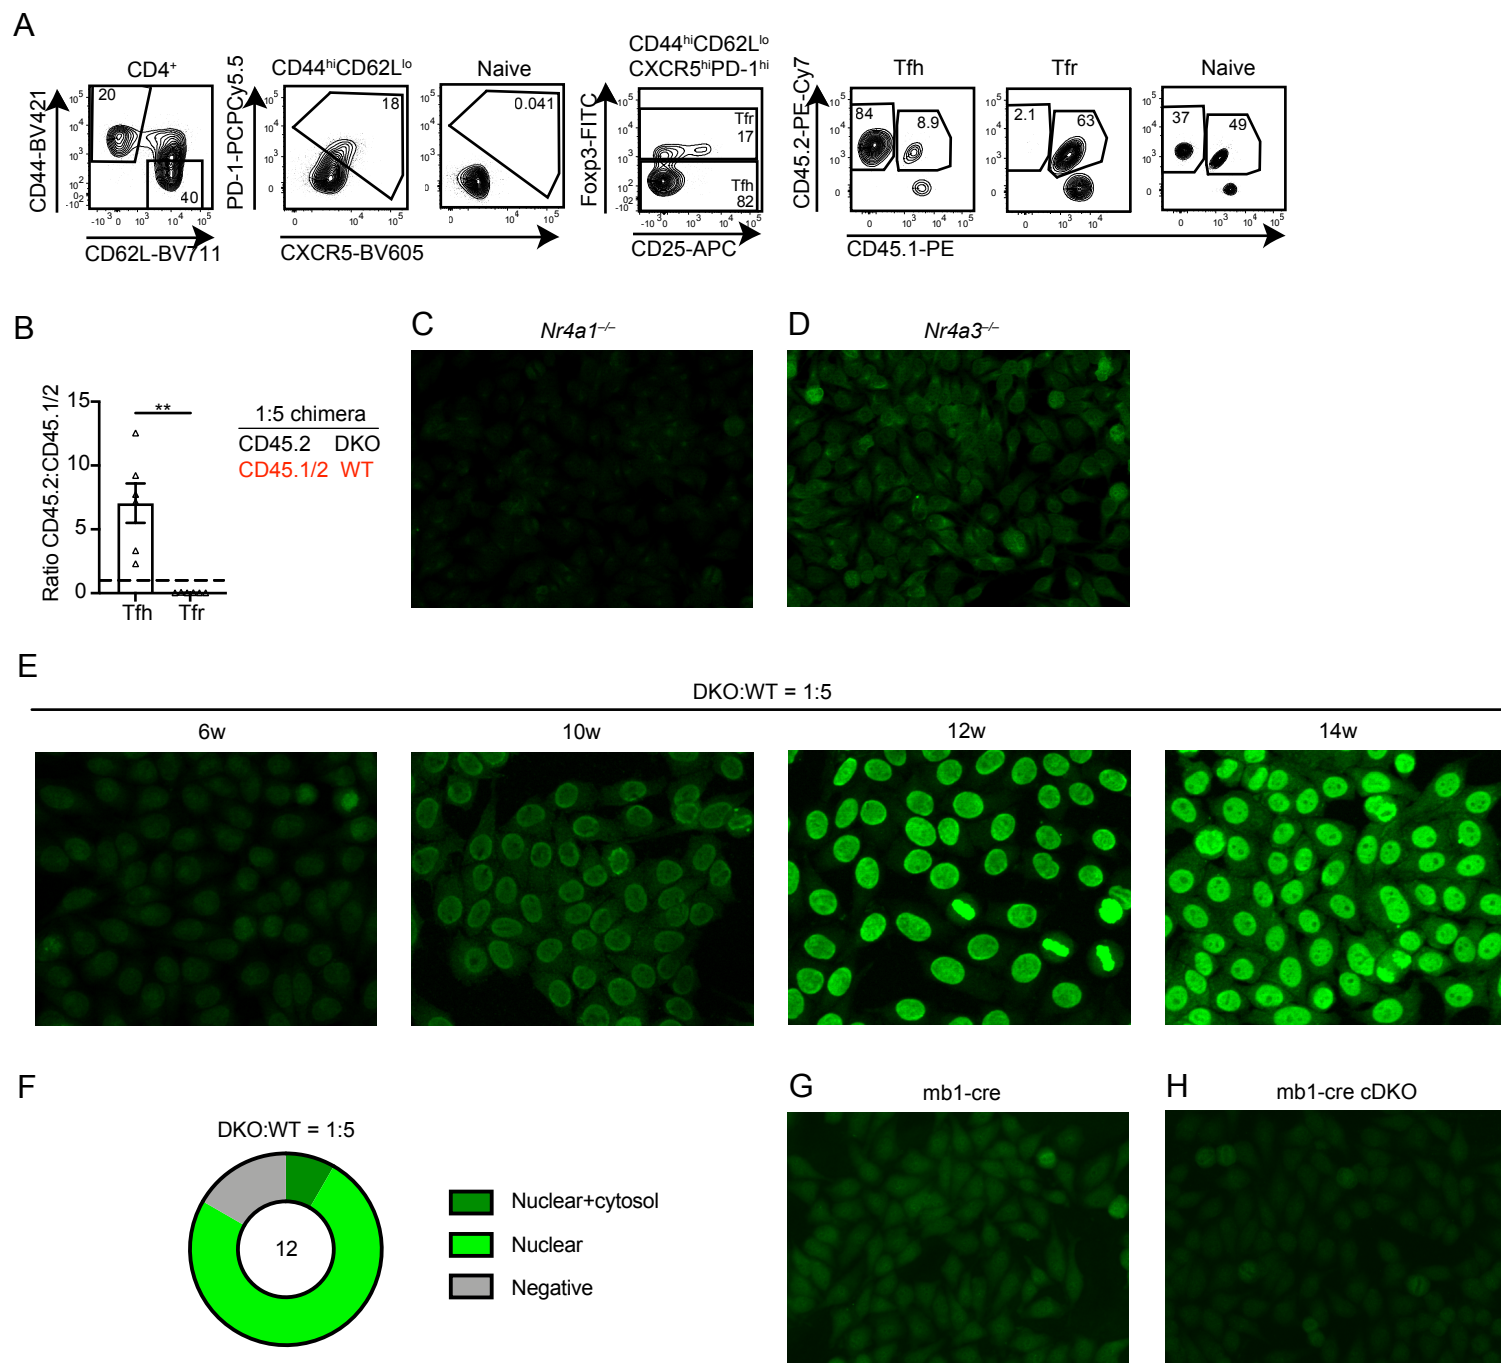 A
CD4⁺
CD44ʰⁱCD62Lˡᵒ
Naive
CD44ʰⁱCD62Lˡᵒ
CXCR5ʰⁱPD-1ʰⁱ
Tfh
Tfr
Naive
CD44-BV421
20
40
CD62L-BV711
PD-1-PCPCy5.5
18
0.041
CXCR5-BV605
Foxp3-FITC
Tfr
17
Tfh
82
CD25-APC
CD45.2-PE-Cy7
84
8.9
2.1
63
37
49
CD45.1-PE
B
Ratio CD45.2:CD45.1/2
15
10
5
0
**
Tfh
Tfr
1:5 chimera
CD45.2 DKO
CD45.1/2 WT
C
Nr4a1⁻/⁻
D
Nr4a3⁻/⁻
E
DKO:WT = 1:5
6w
10w
12w
14w
F
DKO:WT = 1:5
12
Nuclear+cytosol
Nuclear
Negative
G
mb1-cre
H
mb1-cre cDKO